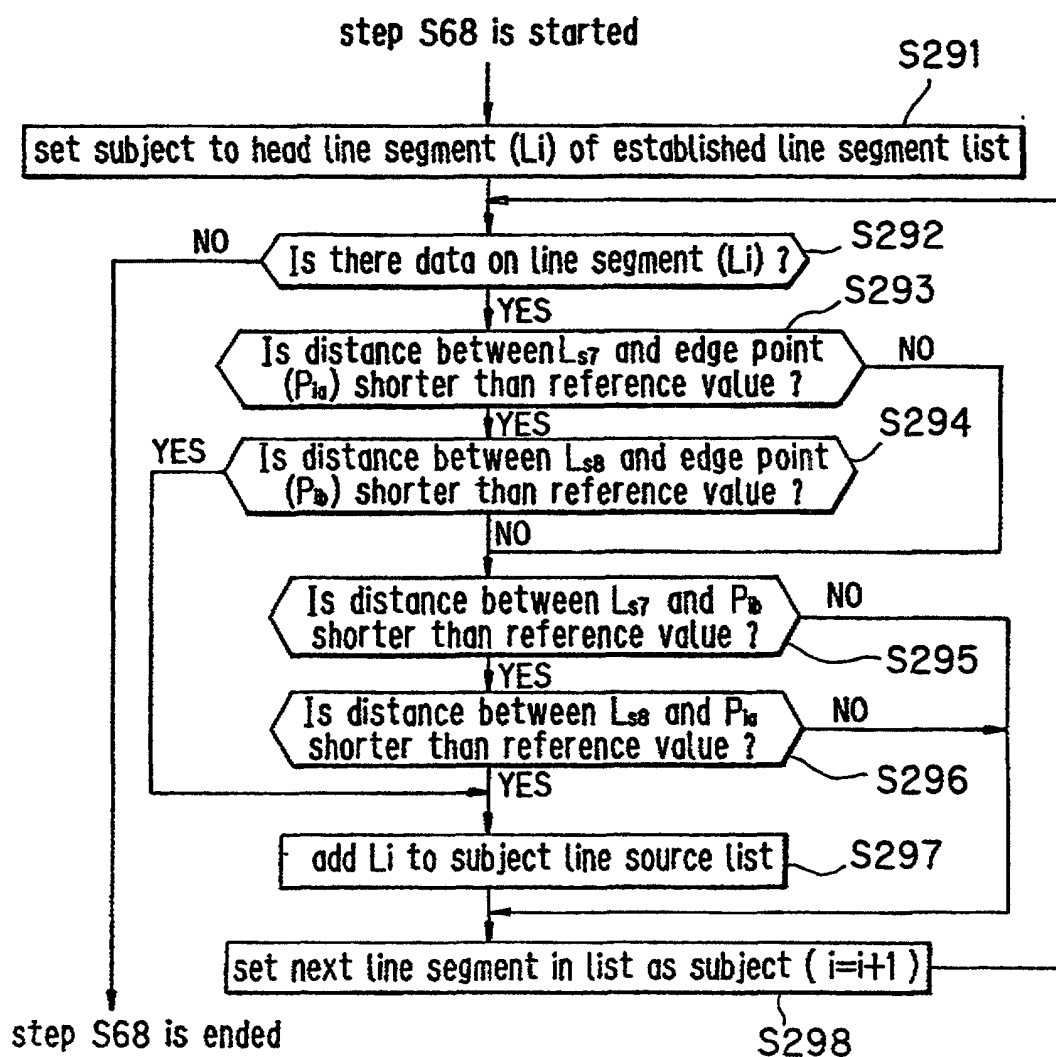 step S68 is started
S291
set subject to head line segment (Li) of established line segment list
NO
S292
Is there data on line segment (Li) ?
YES
S293
Is distance between Ls7 and edge point
(Pia) shorter than reference value ?
NO
YES
S294
YES
Is distance between Ls8 and edge point
(Pib) shorter than reference value ?
NO
Is distance between Ls7 and Pib
shorter than reference value ?
NO
S295
YES
Is distance between Ls8 and Pia
shorter than reference value ?
NO
S296
YES
add Li to subject line source list
S297
set next line segment in list as subject ( i=i+1 )
step S68 is ended
S298